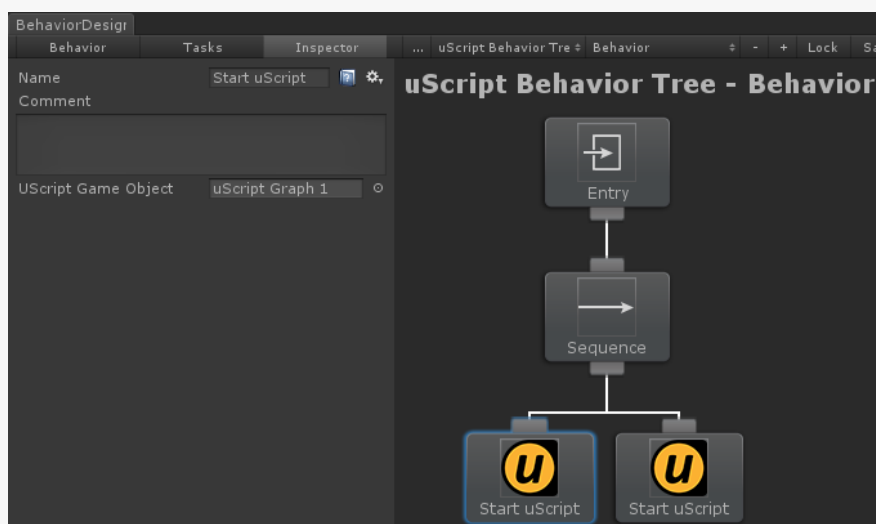 BehaviorDesigr
Behavior Tasks Inspector ... uScript Behavior Tre Behavior - + Lock Sa
Name Start uScript
Comment
UScript Game Object uScript Graph 1
uScript Behavior Tree - Behavior
Entry
Sequence
u u
Start uScript Start uScript